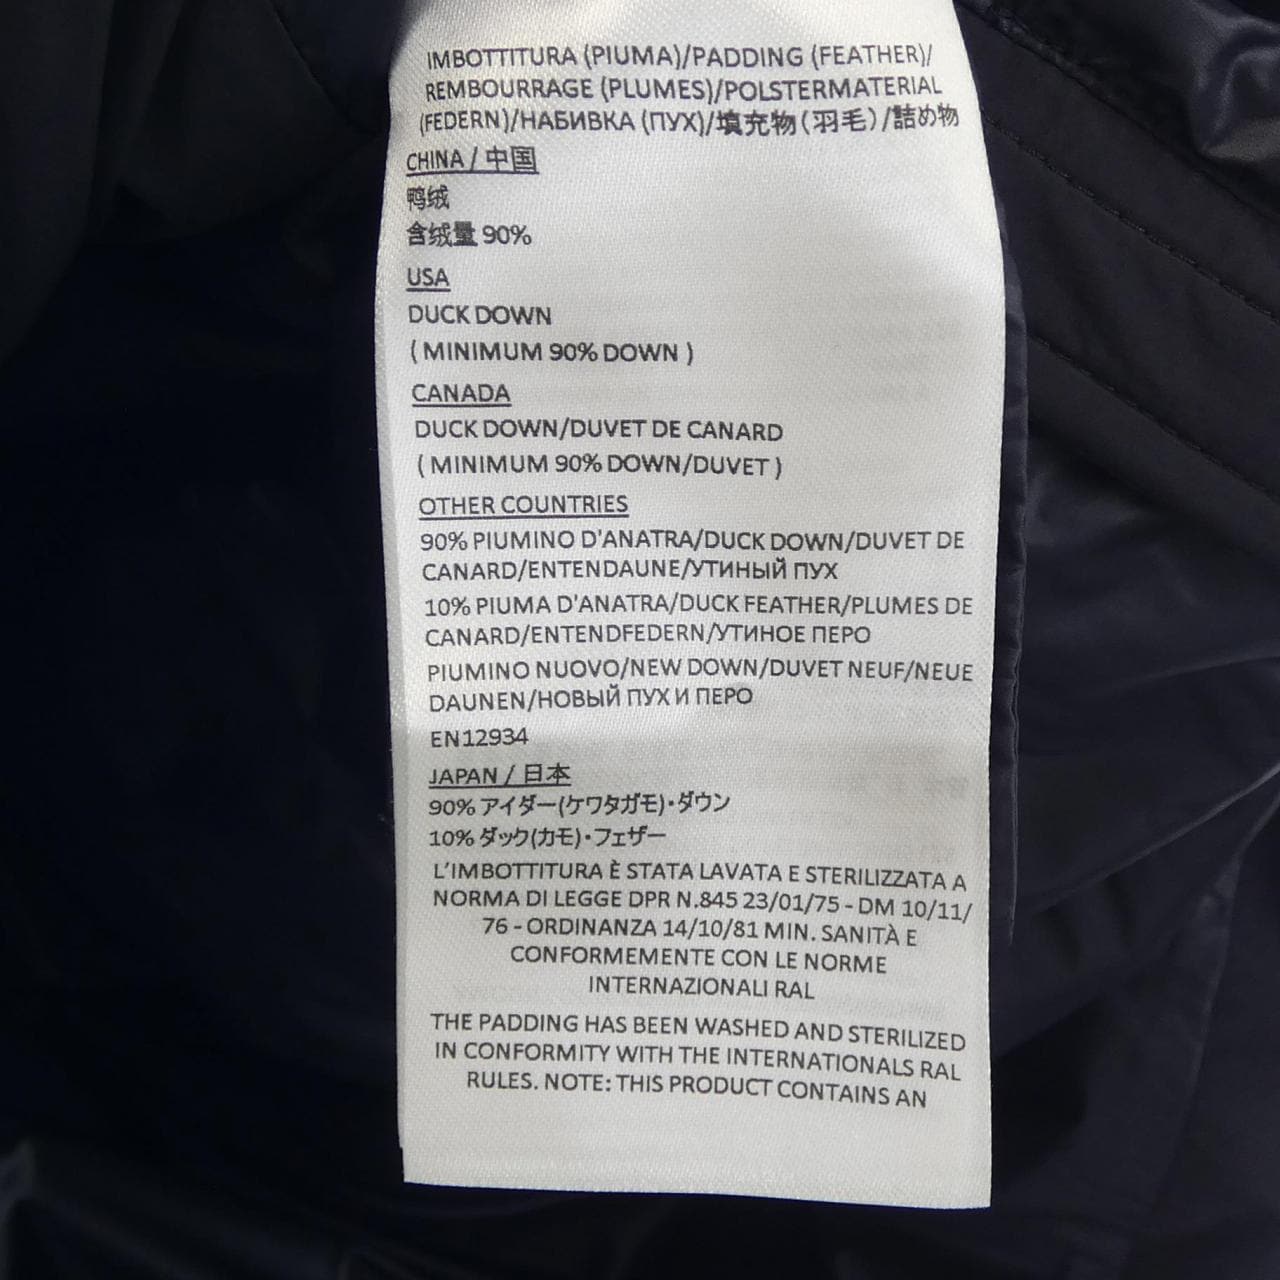 IMBOTTITURA (PIUMA)/PADDING (FEATHER)/
REMBOURRAGE (PLUMES)/POLSTERMATERIAL
(FEDERN)/НАБИВКА (ПУХ)/填充物(羽毛)/詰め物
CHINA / 中国
鸭绒
含绒量 90%
USA
DUCK DOWN
( MINIMUM 90% DOWN )
CANADA
DUCK DOWN/DUVET DE CANARD
( MINIMUM 90% DOWN/DUVET )
OTHER COUNTRIES
90% PIUMINO D'ANATRA/DUCK DOWN/DUVET DE
CANARD/ENTENDAUNE/УТИНЫЙ ПУХ
10% PIUMA D'ANATRA/DUCK FEATHER/PLUMES DE
CANARD/ENTENDFEDERN/УТИНОЕ ПЕРО
PIUMINO NUOVO/NEW DOWN/DUVET NEUF/NEUE
DAUNEN/НОВЫЙ ПУХ И ПЕРО
EN12934
JAPAN / 日本
90% アイダー(ケワタガモ)・ダウン
10% ダック(カモ)・フェザー
L'IMBOTTITURA È STATA LAVATA E STERILIZZATA A
NORMA DI LEGGE DPR N.845 23/01/75 - DM 10/11/
76 - ORDINANZA 14/10/81 MIN. SANITÀ E
CONFORMEMENTE CON LE NORME
INTERNAZIONALI RAL
THE PADDING HAS BEEN WASHED AND STERILIZED
IN CONFORMITY WITH THE INTERNATIONALS RAL
RULES. NOTE: THIS PRODUCT CONTAINS AN